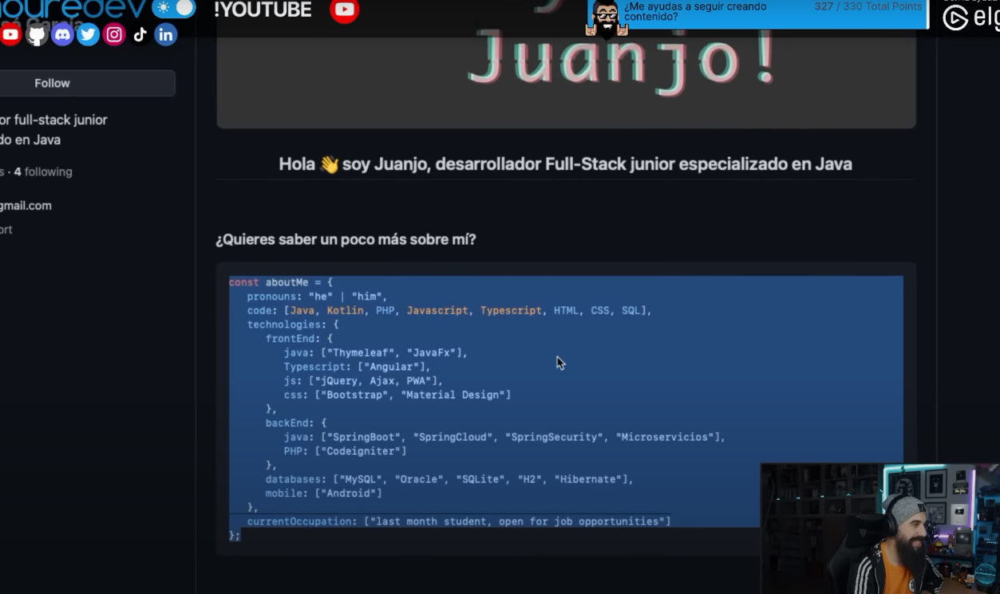 ouredev
!YOUTUBE
¿Me ayudas a seguir creando
contenido?
327 / 330 Total Points
elg
Juanjo!
Follow
or full-stack junior
do en Java
s · 4 following
gmail.com
ort
Hola 👋 soy Juanjo, desarrollador Full-Stack junior especializado en Java
¿Quieres saber un poco más sobre mí?
const aboutMe = {
pronouns: "he" | "him",
code: [Java, Kotlin, PHP, Javascript, Typescript, HTML, CSS, SQL],
technologies: {
frontEnd: {
java: ["Thymeleaf", "JavaFx"],
Typescript: ["Angular"],
js: ["jQuery, Ajax, PWA"],
css: ["Bootstrap", "Material Design"]
},
backEnd: {
java: ["SpringBoot", "SpringCloud", "SpringSecurity", "Microservicios"],
PHP: ["Codeigniter"]
},
databases: ["MySQL", "Oracle", "SQLite", "H2", "Hibernate"],
mobile: ["Android"]
},
currentOccupation: ["last month student, open for job opportunities"]
};